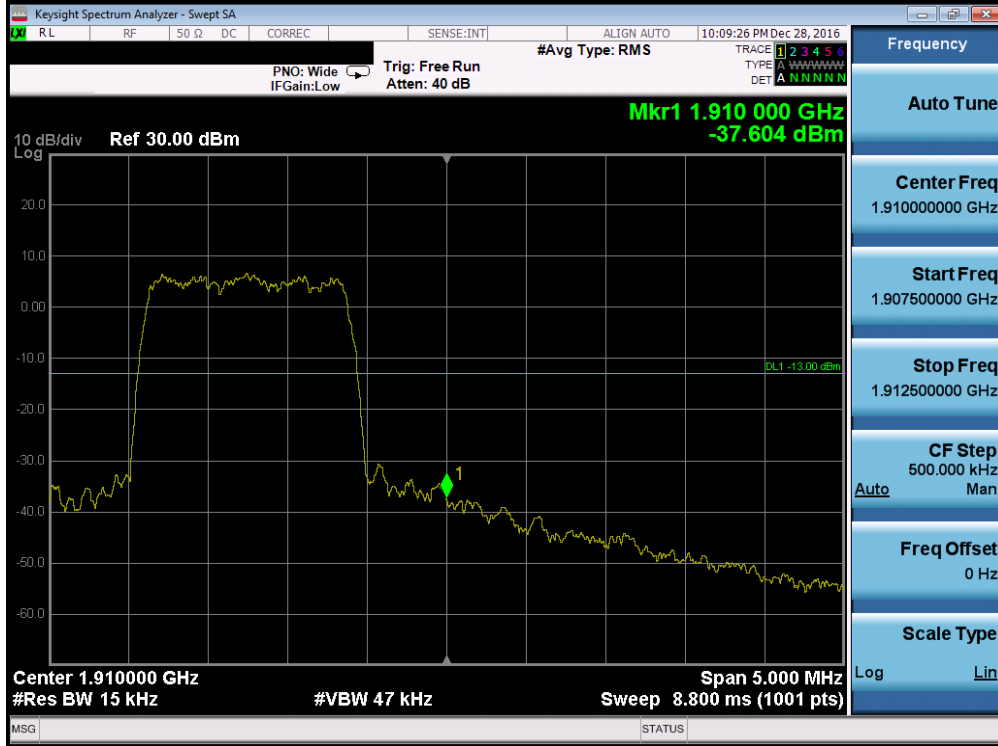 Keysight Spectrum Analyzer - Swept SA
LXI RL RF 50 Ω DC CORREC SENSE:INT ALIGN AUTO 10:09:26 PM Dec 28, 2016
#Avg Type: RMS TRACE 1 2 3 4 5 6
PNO: Wide Trig: Free Run TYPE A WWWWW
IFGain:Low Atten: 40 dB DET A N N N N N
Mkr1 1.910 000 GHz
-37.604 dBm
10 dB/div Ref 30.00 dBm
Log
20.0
10.0
0.00
-10.0
DL1 -13.00 dBm
-20.0
-30.0
1
-40.0
-50.0
-60.0
Center 1.910000 GHz Span 5.000 MHz
#Res BW 15 kHz #VBW 47 kHz Sweep 8.800 ms (1001 pts)
MSG STATUS
Frequency
Auto Tune
Center Freq
1.910000000 GHz
Start Freq
1.907500000 GHz
Stop Freq
1.912500000 GHz
CF Step
500.000 kHz
Auto Man
Freq Offset
0 Hz
Scale Type
Log Lin